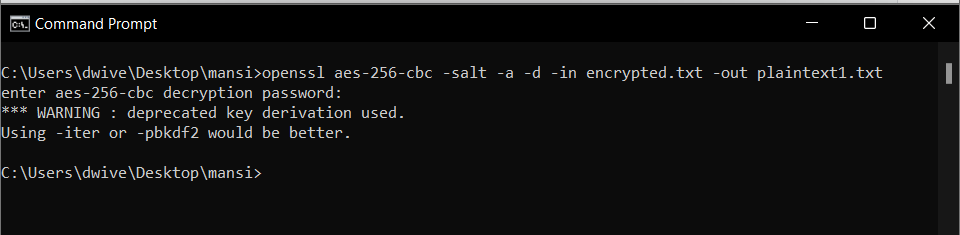 Command Prompt
C:\Users\dwive\Desktop\mansi>openssl aes-256-cbc -salt -a -d -in encrypted.txt -out plaintext1.txt
enter aes-256-cbc decryption password:
*** WARNING : deprecated key derivation used.
Using -iter or -pbkdf2 would be better.
C:\Users\dwive\Desktop\mansi>